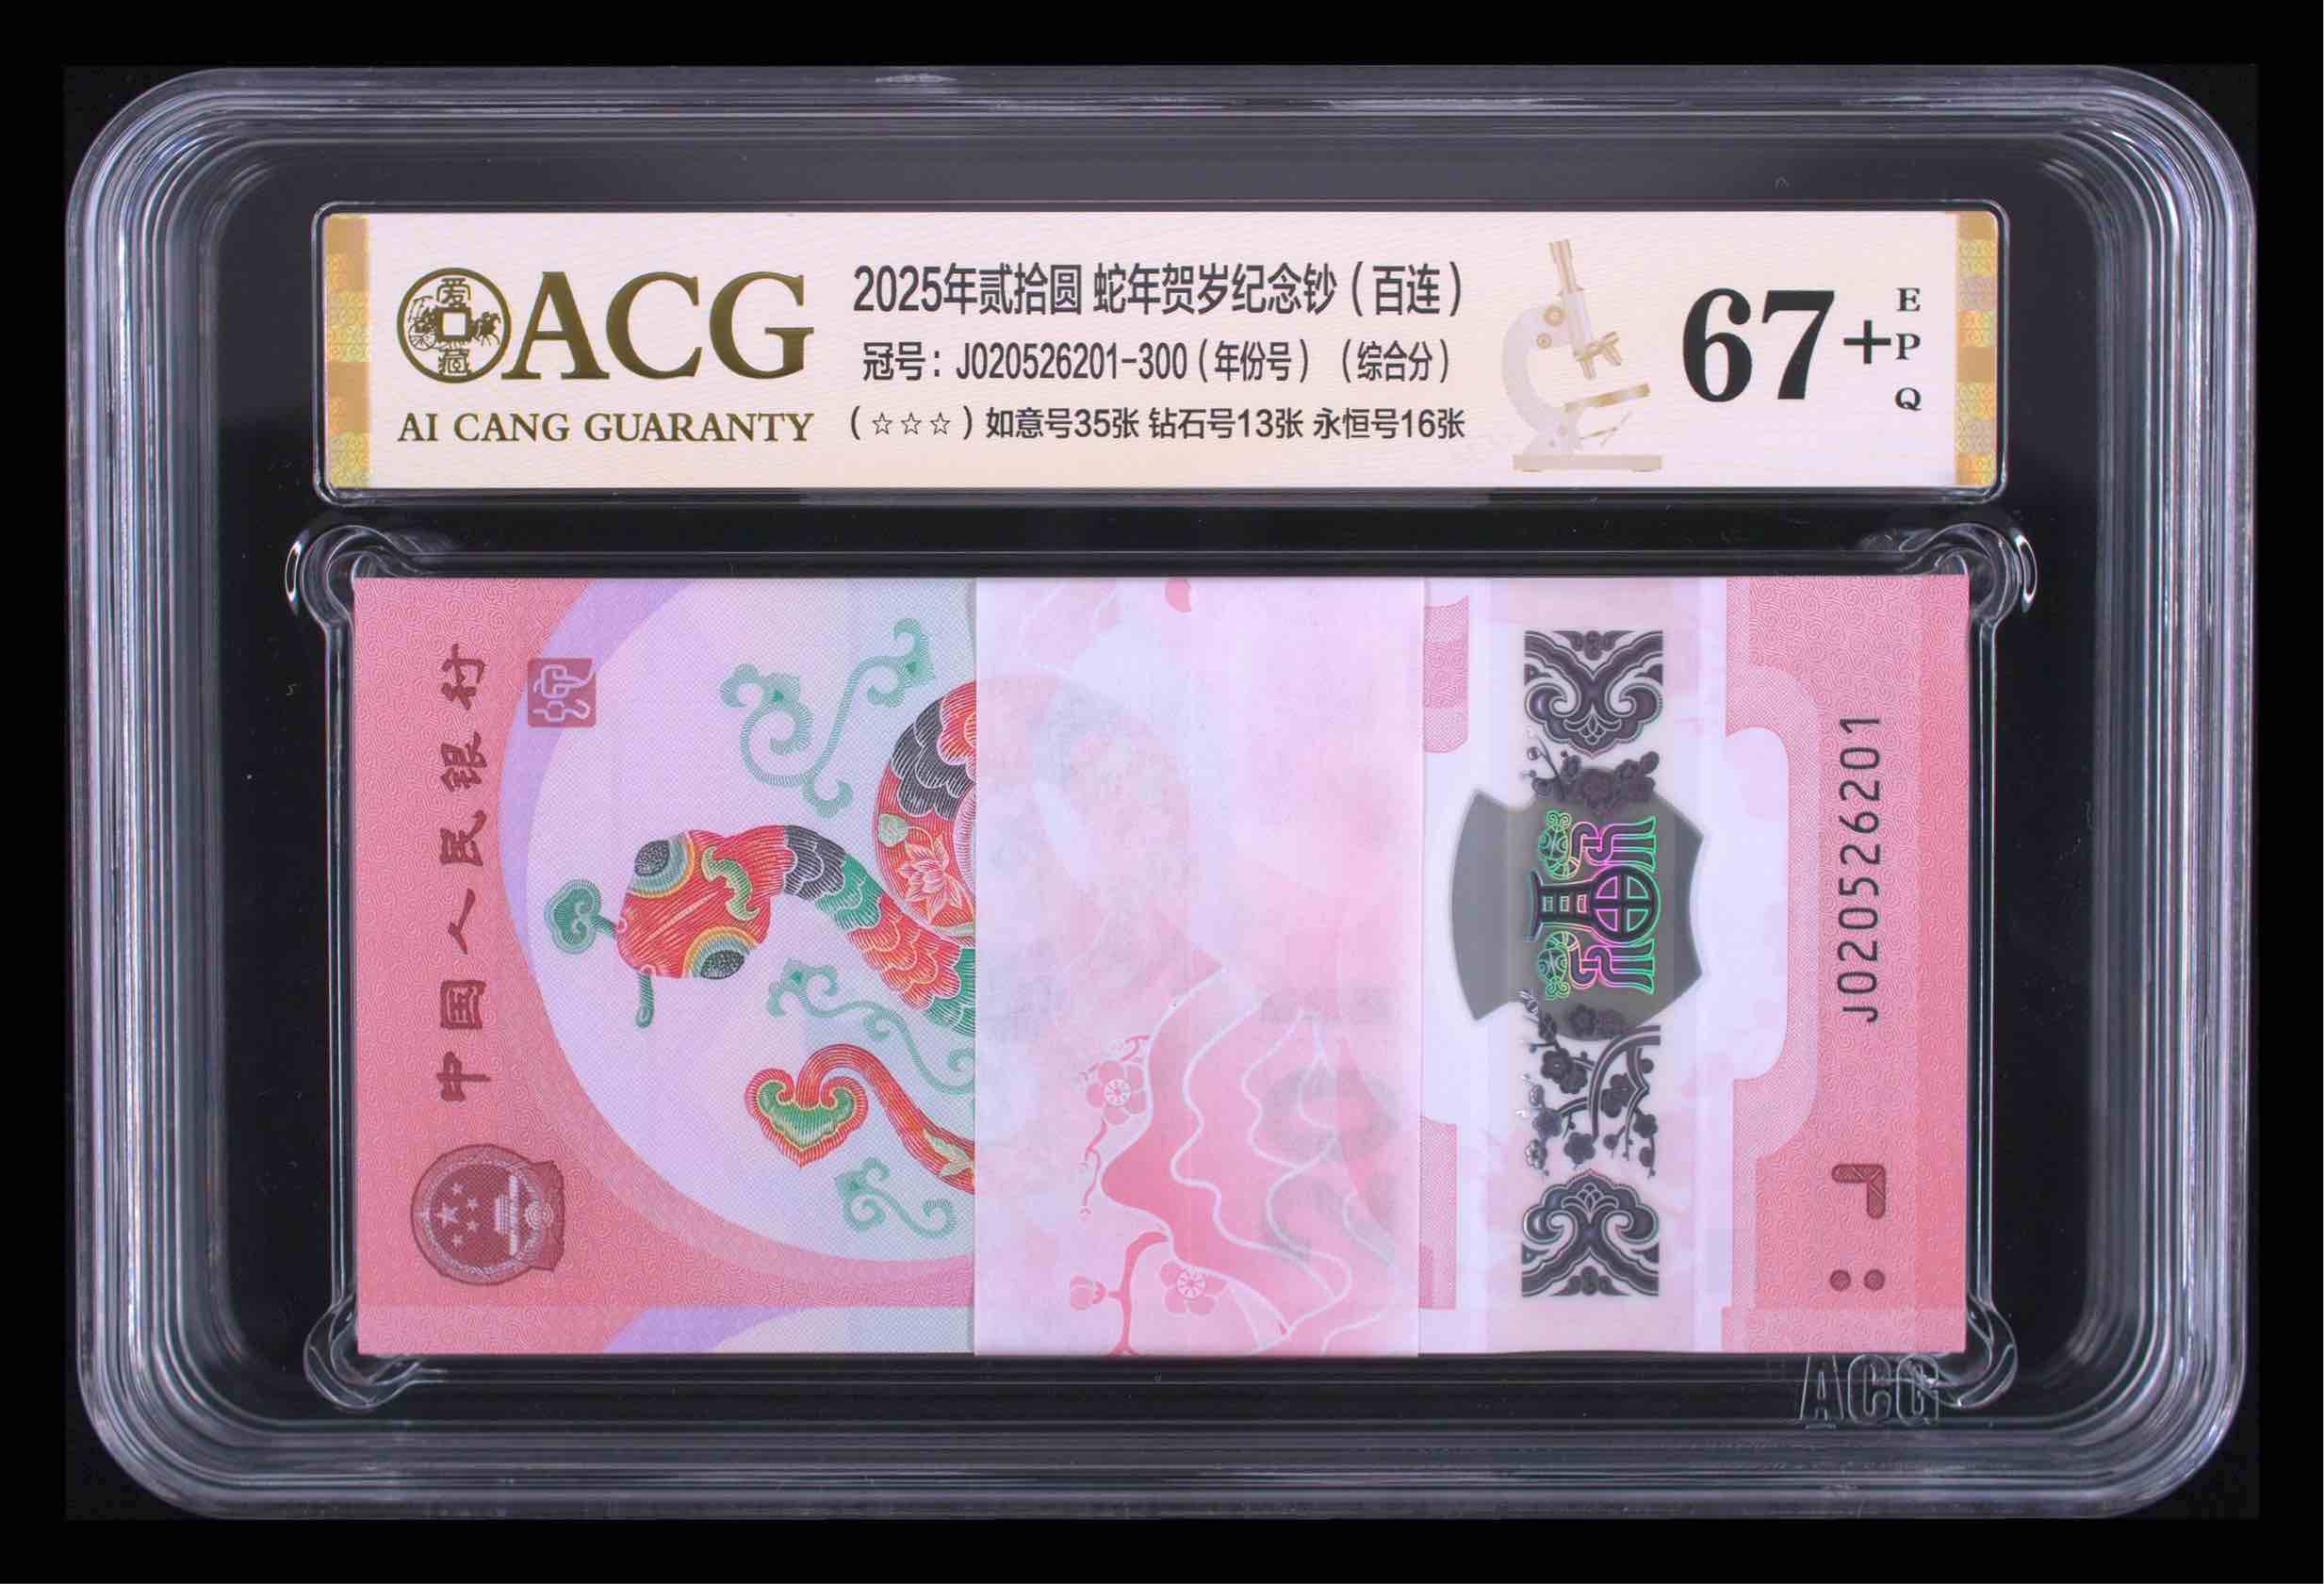 爱藏
ACG
AI CANG GUARANTY
2025年贰拾圆 蛇年贺岁纪念钞（百连）
冠号：J020526201-300（年份号）（综合分）
（☆☆☆）如意号35张 钻石号13张 永恒号16张
67+
EPQ
中国人民银行
J020526201
ACG